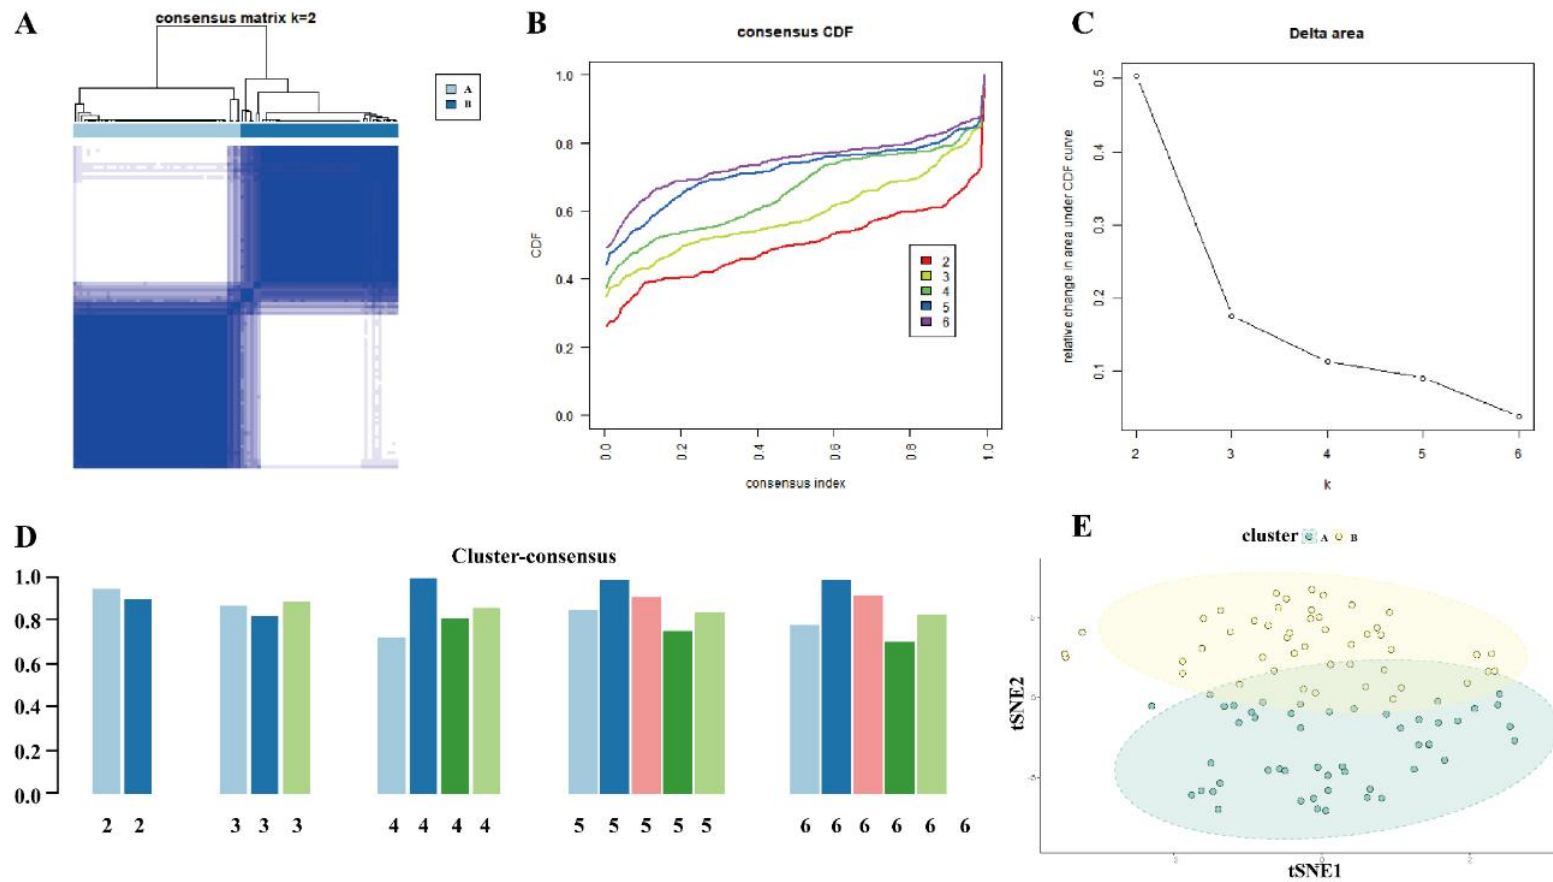 A
consensus matrix k=2
A
B
B
consensus CDF
CDF
1.0
0.8
0.6
0.4
0.2
0.0
2
3
4
5
6
0.0
0.2
0.4
0.6
0.8
1.0
consensus index
C
Delta area
relative change in area under CDF curve
0.5
0.4
0.3
0.2
0.1
2 3 4 5 6
k
D
Cluster-consensus
1.0
0.8
0.6
0.4
0.2
0.0
2 2 3 3 3 4 4 4 4 5 5 5 5 5 6 6 6 6 6 6
E
cluster A B
tSNE2
tSNE1